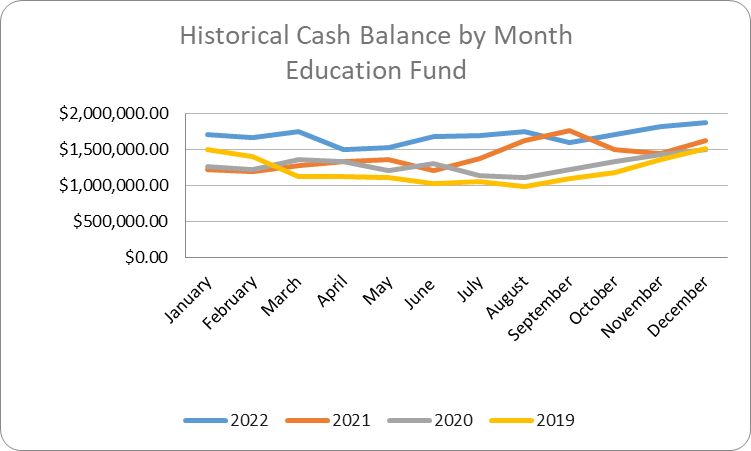 Historical Cash Balance by Month
Education Fund
$2,000,000.00
$1,500,000.00
$1,000,000.00
$500,000.00
$0.00
January
February
March
April
May
June
July
August
September
October
November
December
2022
2021
2020
2019